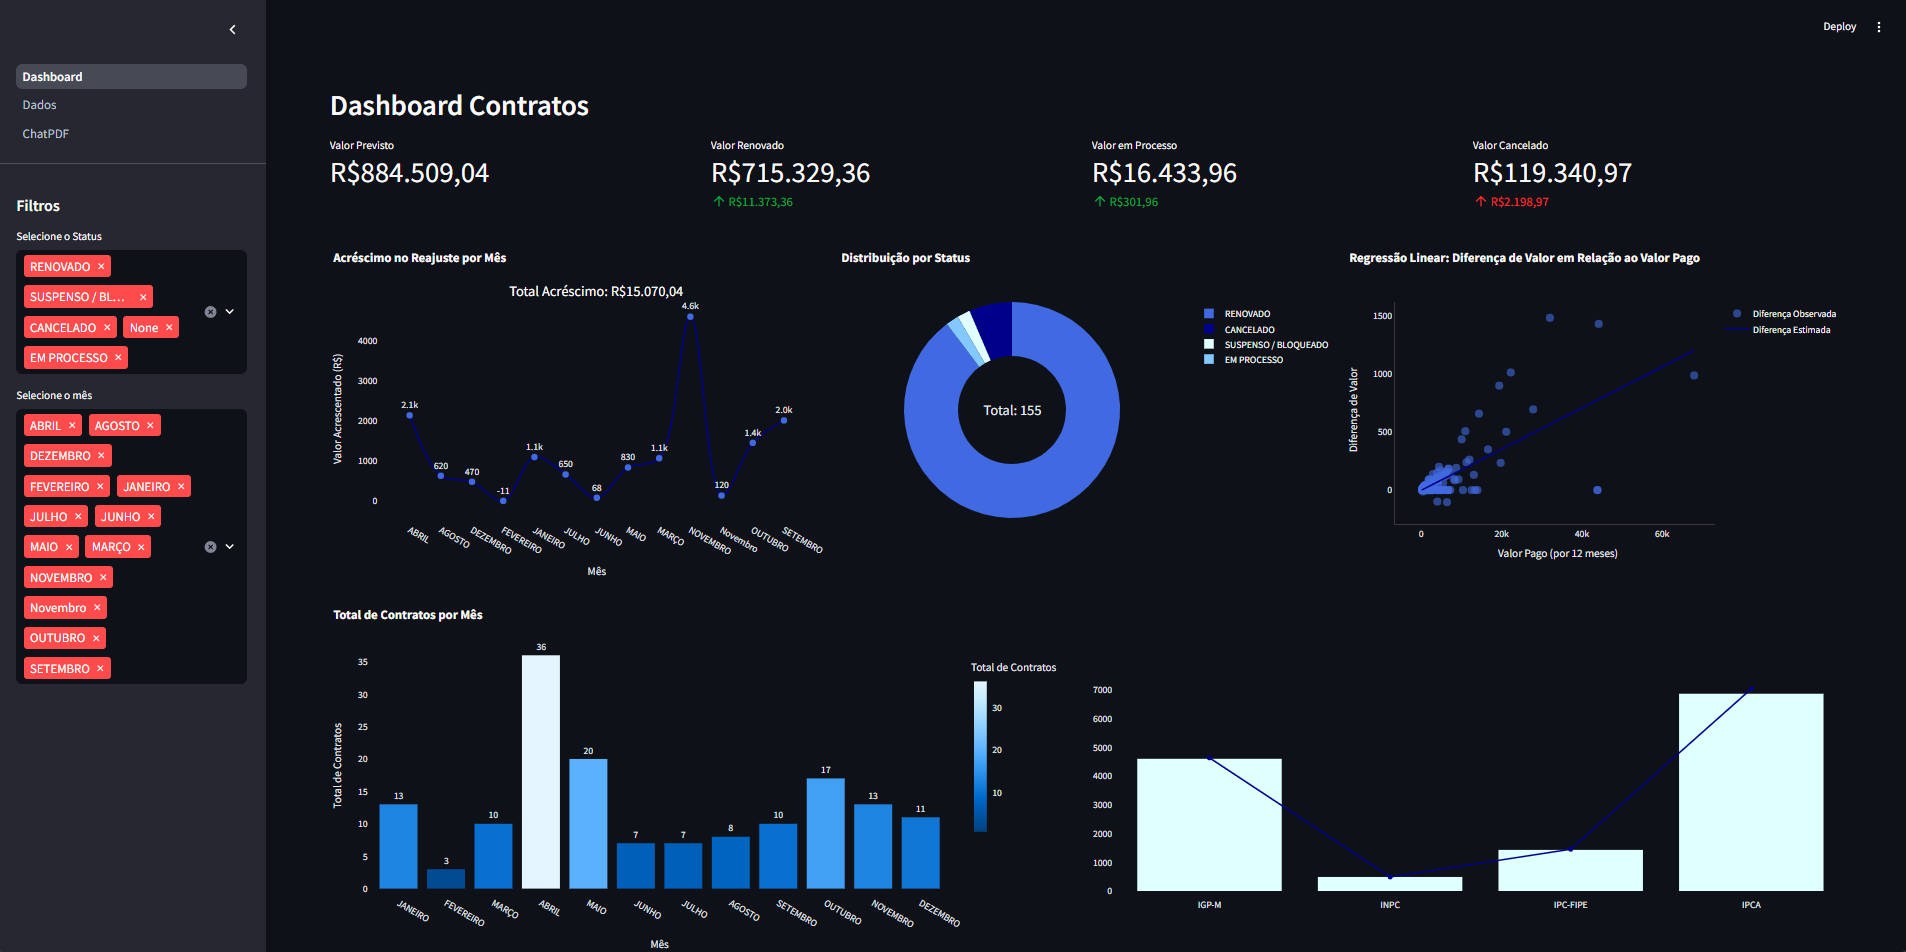 Deploy
Dashboard
Dados
ChatPDF
Filtros
Selecione o Status
RENOVADO ×
SUSPENSO / BL... ×
CANCELADO × None ×
EM PROCESSO ×
Selecione o mês
ABRIL × AGOSTO ×
DEZEMBRO ×
FEVEREIRO × JANEIRO ×
JULHO × JUNHO ×
MAIO × MARÇO ×
NOVEMBRO ×
Novembro ×
OUTUBRO ×
SETEMBRO ×
Dashboard Contratos
Valor Previsto
R$884.509,04
Valor Renovado
R$715.329,36
↑ R$11.373,36
Valor em Processo
R$16.433,96
↑ R$301,96
Valor Cancelado
R$119.340,97
↑ R$2.198,97
Acréscimo no Reajuste por Mês
Total Acréscimo: R$15.070,04
Valor Acrescentado (R$)
4000
3000
2000
1000
0
2.1k
620
470
-11
1.1k
650
68
830
1.1k
4.6k
120
1.4k
2.0k
ABRIL
AGOSTO
DEZEMBRO
FEVEREIRO
JANEIRO
JULHO
JUNHO
MAIO
MARÇO
NOVEMBRO
Novembro
OUTUBRO
SETEMBRO
Mês
Distribuição por Status
Total: 155
RENOVADO
CANCELADO
SUSPENSO / BLOQUEADO
EM PROCESSO
Regressão Linear: Diferença de Valor em Relação ao Valor Pago
Diferença de Valor
1500
1000
500
0
0
20k
40k
60k
Valor Pago (por 12 meses)
Diferença Observada
Diferença Estimada
Total de Contratos por Mês
Total de Contratos
35
30
25
20
15
10
5
0
13
3
10
36
20
7
7
8
10
17
13
11
JANEIRO
FEVEREIRO
MARÇO
ABRIL
MAIO
JUNHO
JULHO
AGOSTO
SETEMBRO
OUTUBRO
NOVEMBRO
DEZEMBRO
Mês
Total de Contratos
30
20
10
7000
6000
5000
4000
3000
2000
1000
0
IGP-M
INPC
IPC-FIPE
IPCA